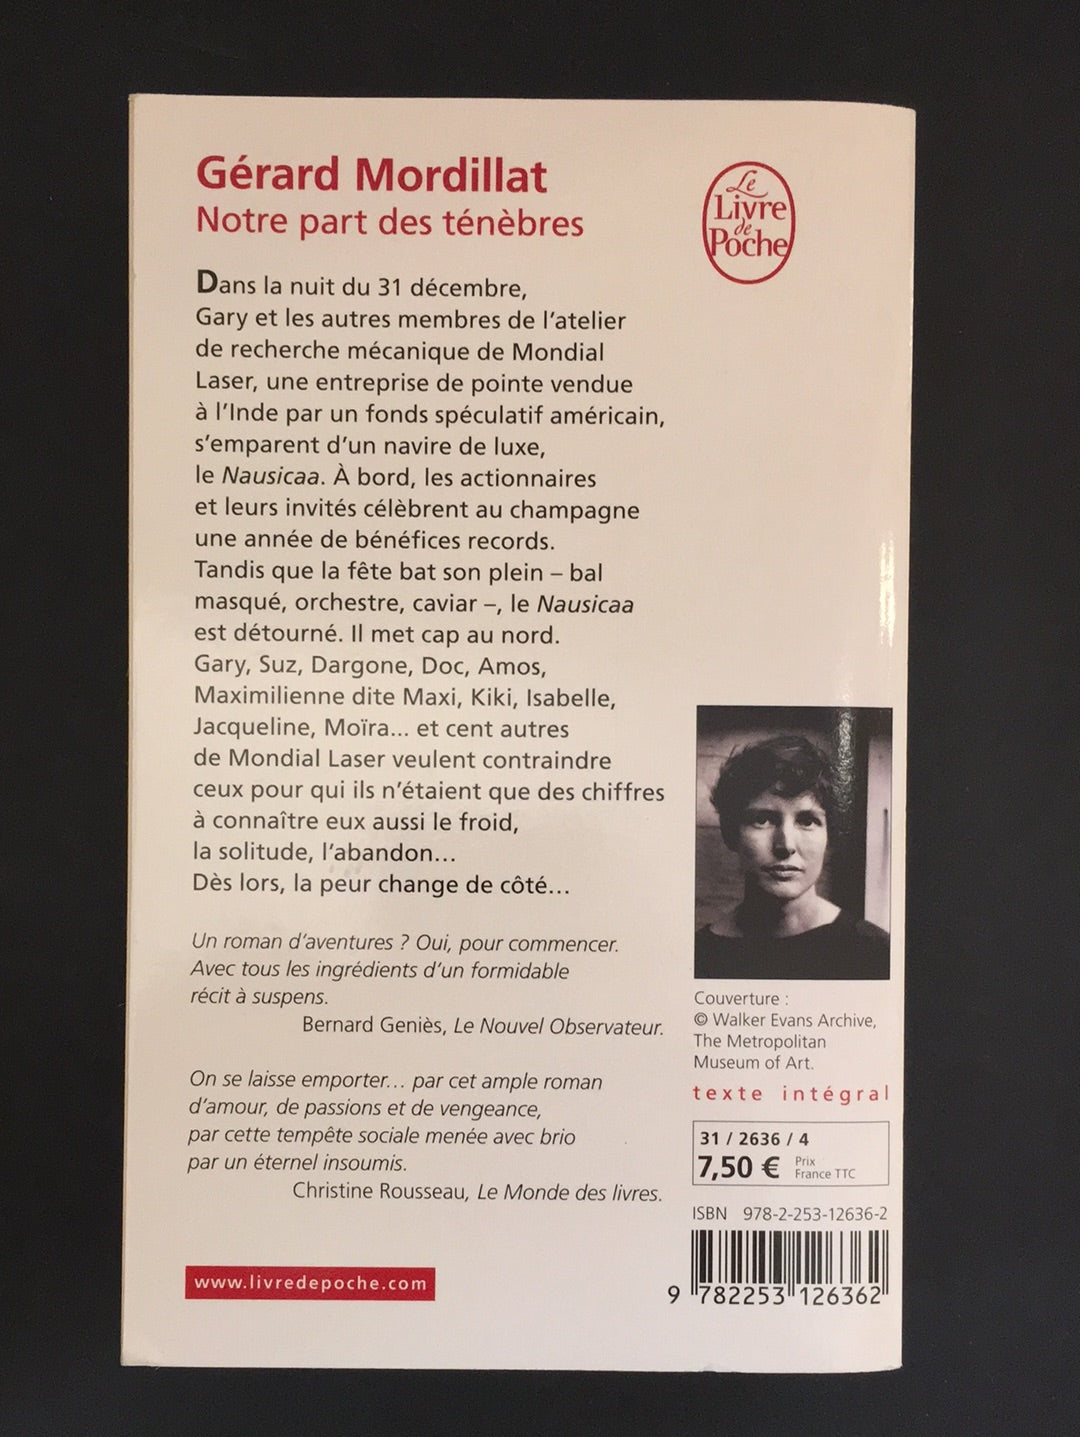 Gérard Mordillat
Notre part des ténèbres
Le
Livre
de
Poche
Dans la nuit du 31 décembre,
Gary et les autres membres de l'atelier
de recherche mécanique de Mondial
Laser, une entreprise de pointe vendue
à l'Inde par un fonds spéculatif américain,
s'emparent d'un navire de luxe,
le Nausicaa. À bord, les actionnaires
et leurs invités célèbrent au champagne
une année de bénéfices records.
Tandis que la fête bat son plein – bal
masqué, orchestre, caviar –, le Nausicaa
est détourné. Il met cap au nord.
Gary, Suz, Dargone, Doc, Amos,
Maximilienne dite Maxi, Kiki, Isabelle,
Jacqueline, Moïra... et cent autres
de Mondial Laser veulent contraindre
ceux pour qui ils n'étaient que des chiffres
à connaître eux aussi le froid,
la solitude, l'abandon...
Dès lors, la peur change de côté...
Un roman d'aventures ? Oui, pour commencer.
Avec tous les ingrédients d'un formidable
récit à suspens.
Bernard Geniès, Le Nouvel Observateur.
On se laisse emporter... par cet ample roman
d'amour, de passions et de vengeance,
par cette tempête sociale menée avec brio
par un éternel insoumis.
Christine Rousseau, Le Monde des livres.
www.livredepoche.com
Couverture :
© Walker Evans Archive,
The Metropolitan
Museum of Art.
texte intégral
31 / 2636 / 4
7,50 € Prix
France TTC
ISBN 978-2-253-12636-2
9 782253 126362